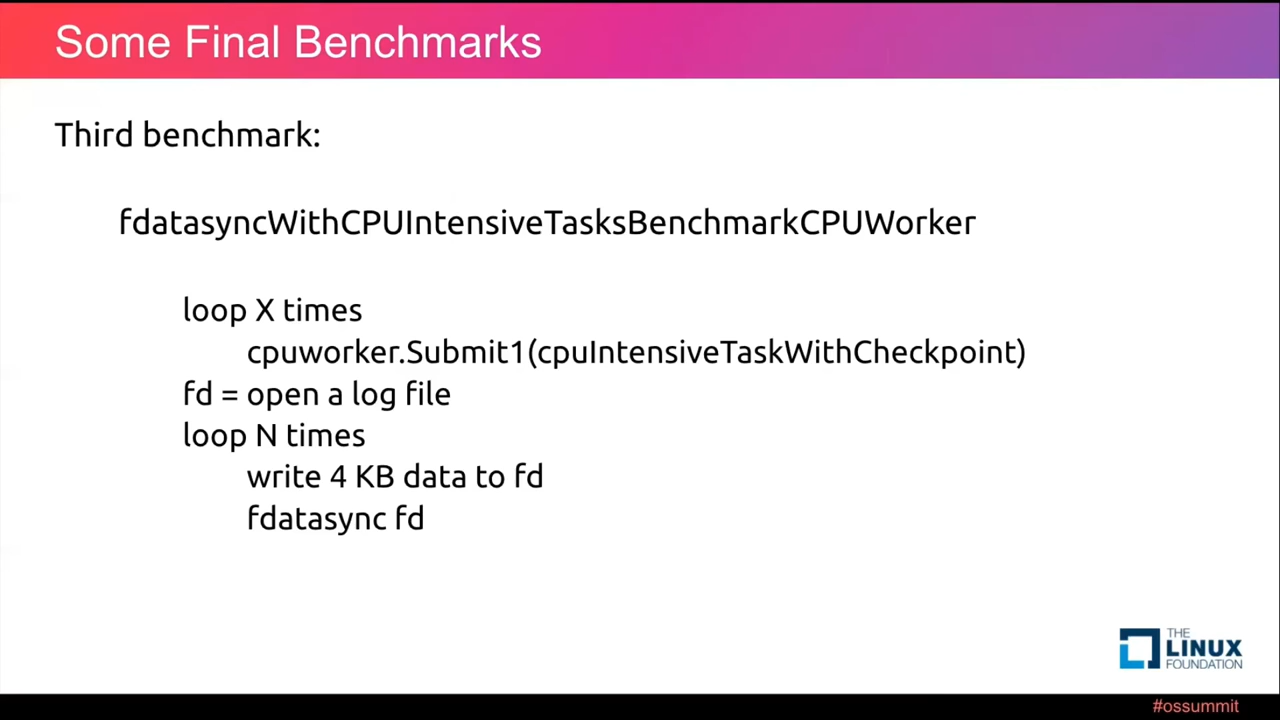 Some Final Benchmarks
Third benchmark:
fdatasyncWithCPUIntensiveTasksBenchmarkCPUWorker
loop X times
cpuworker.Submit1(cpuIntensiveTaskWithCheckpoint)
fd = open a log file
loop N times
write 4 KB data to fd
fdatasync fd
THE
LINUX
FOUNDATION
#ossummit